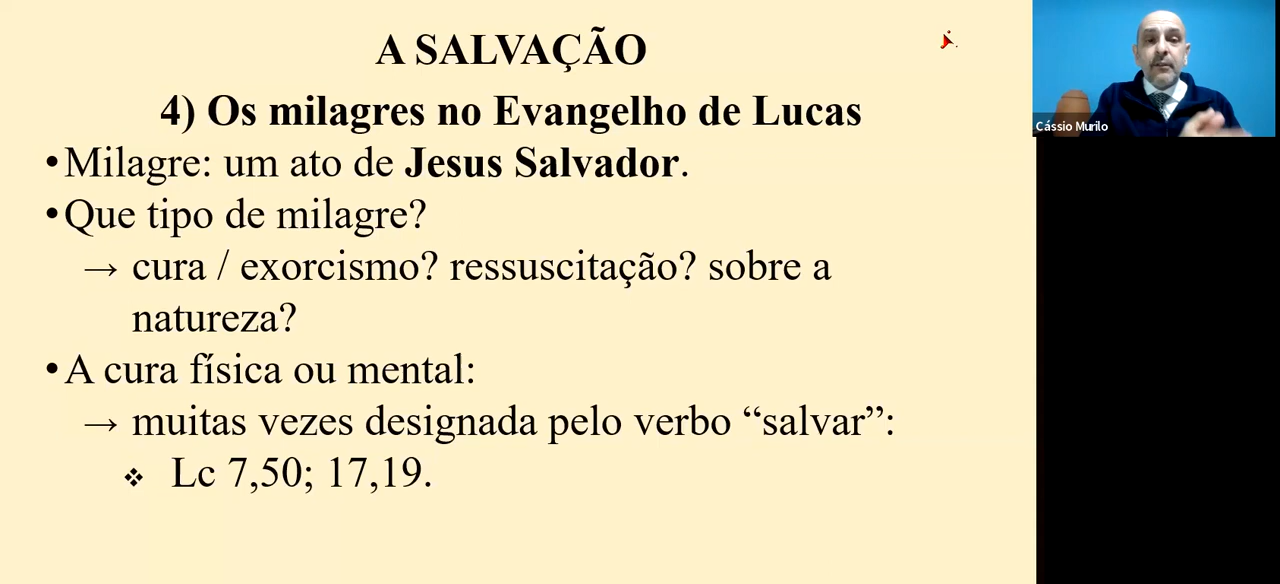 A SALVAÇÃO
4) Os milagres no Evangelho de Lucas
• Milagre: um ato de Jesus Salvador.
• Que tipo de milagre?
→ cura / exorcismo? ressuscitação? sobre a
natureza?
• A cura física ou mental:
→ muitas vezes designada pelo verbo “salvar”:
❖ Lc 7,50; 17,19.
Cássio Murilo